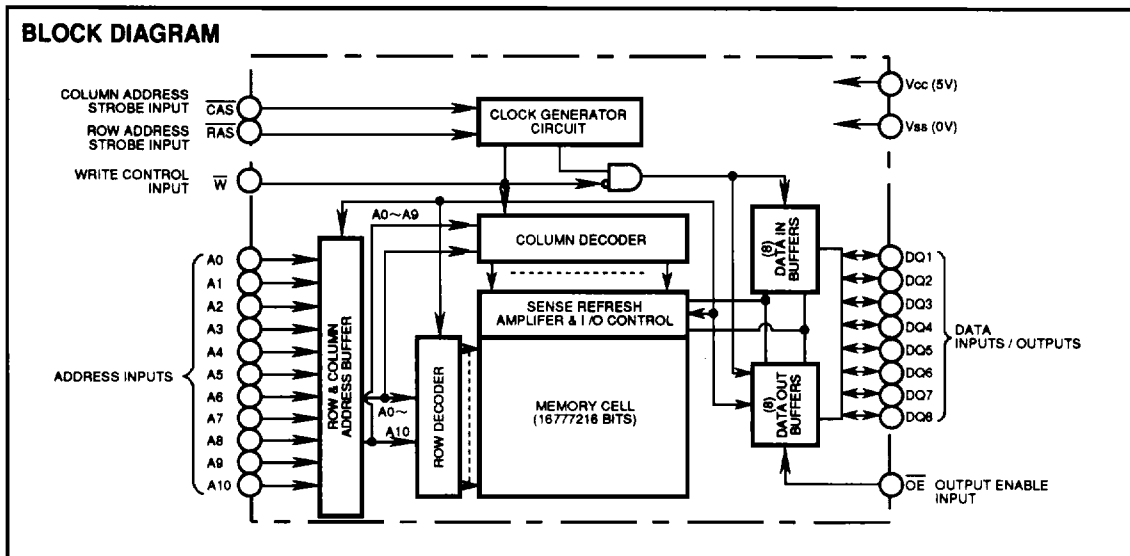 BLOCK DIAGRAM
COLUMN ADDRESS
STROBE INPUT
CAS
ROW ADDRESS
STROBE INPUT
RAS
WRITE CONTROL
INPUT
W
CLOCK GENERATOR
CIRCUIT
Vcc (5V)
Vss (0V)
A0~A9
COLUMN DECODER
SENSE REFRESH
AMPLIFER & I /O CONTROL
MEMORY CELL
(16777216 BITS)
ROW DECODER
A0~
A10
ROW & COLUMN
ADDRESS BUFFER
ADDRESS INPUTS
A0
A1
A2
A3
A4
A5
A6
A7
A8
A9
A10
(8)
DATA IN
BUFFERS
(8)
DATA OUT
BUFFERS
DQ1
DQ2
DQ3
DQ4
DQ5
DQ6
DQ7
DQ8
DATA
INPUTS / OUTPUTS
OE OUTPUT ENABLE
INPUT